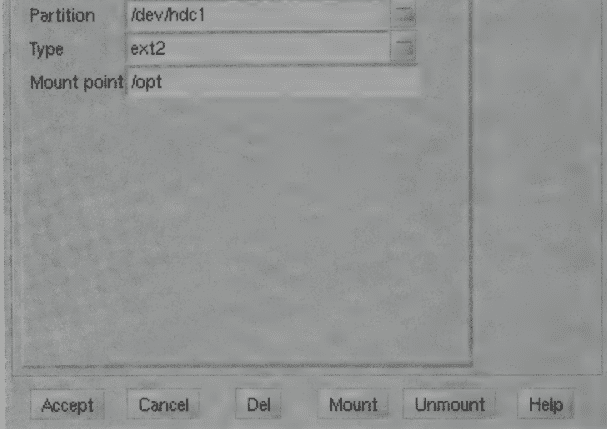 Partition /dev/hdc1
Type ext2
Mount point /opt
Accept Cancel Del Mount Unmount Help